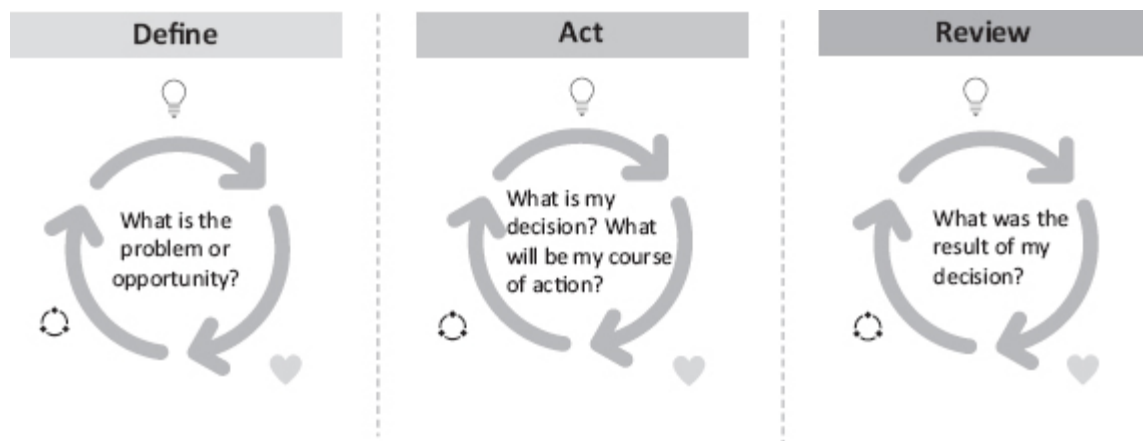 Define
What is the
problem or
opportunity?
Act
What is my
decision? What
will be my course
of action?
Review
What was the
result of my
decision?